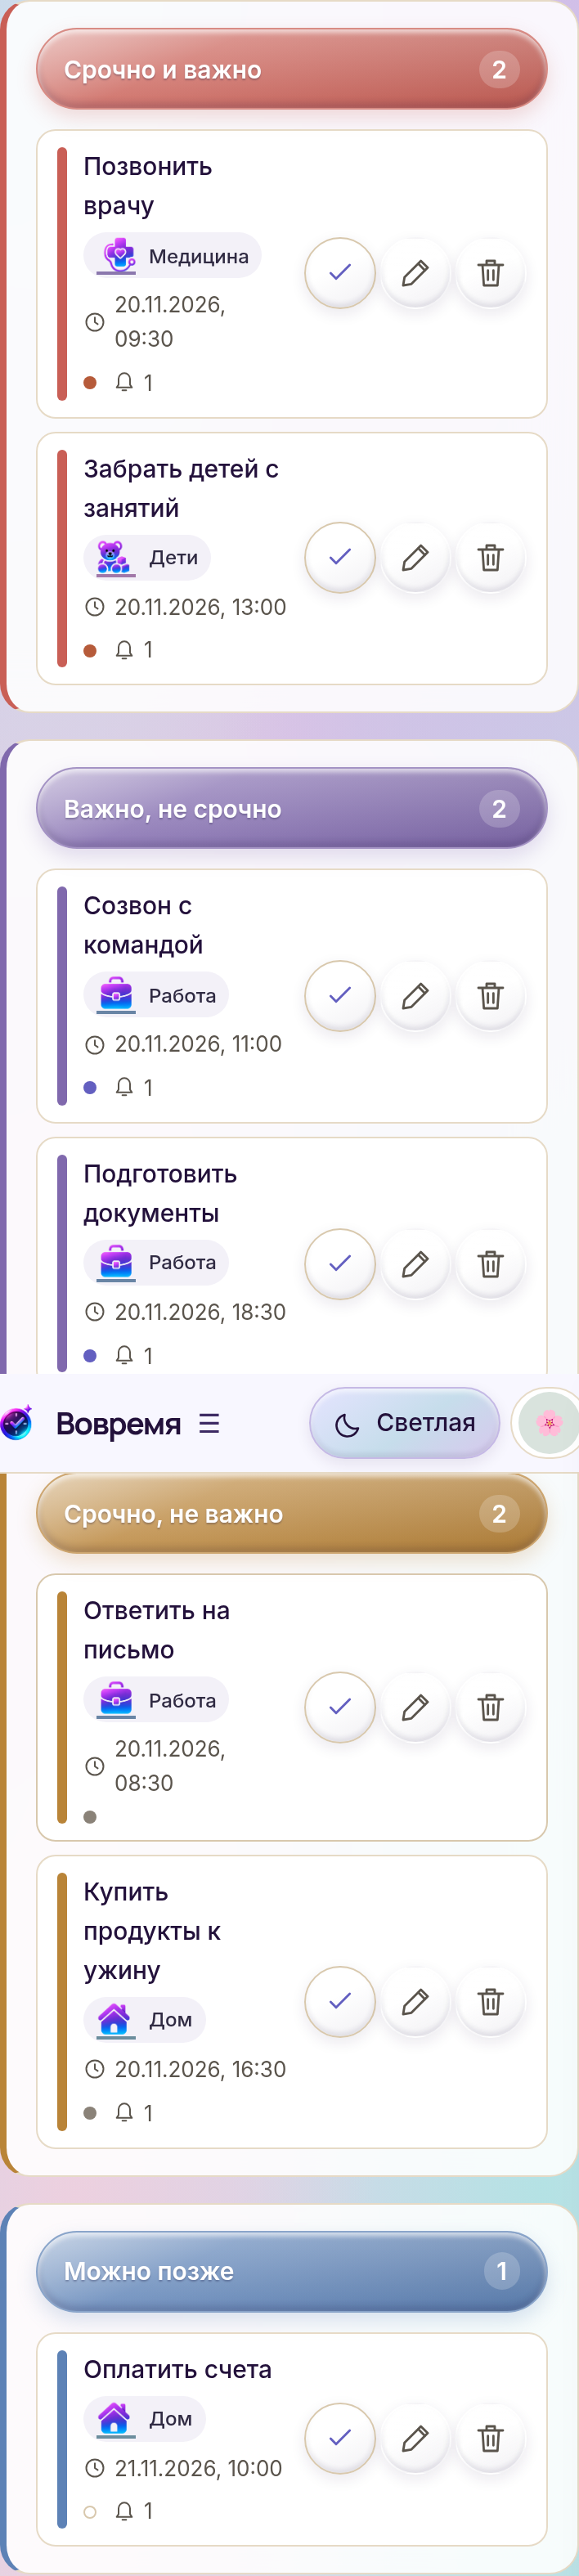 Срочно и важно 2
Позвонить
врачу
Медицина
20.11.2026,
09:30
1
Забрать детей с
занятий
Дети
20.11.2026, 13:00
1
Важно, не срочно 2
Созвон с
командой
Работа
20.11.2026, 11:00
1
Подготовить
документы
Работа
20.11.2026, 18:30
1
Вовремя Светлая
Срочно, не важно 2
Ответить на
письмо
Работа
20.11.2026,
08:30
Купить
продукты к
ужину
Дом
20.11.2026, 16:30
1
Можно позже 1
Оплатить счета
Дом
21.11.2026, 10:00
1